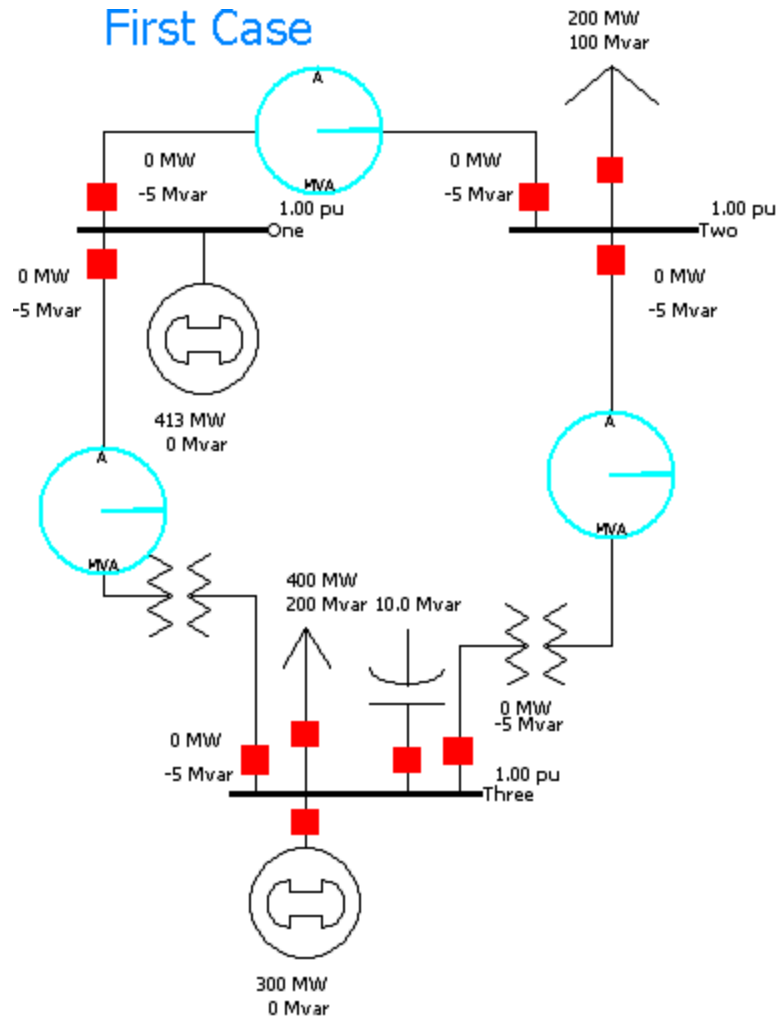 First Case
200 MW
100 Mvar
A
MVA
0 MW
-5 Mvar
0 MW
-5 Mvar
1.00 pu
One
1.00 pu
Two
0 MW
-5 Mvar
0 MW
-5 Mvar
413 MW
0 Mvar
A
MVA
A
MVA
400 MW
200 Mvar
10.0 Mvar
0 MW
-5 Mvar
0 MW
-5 Mvar
1.00 pu
Three
300 MW
0 Mvar